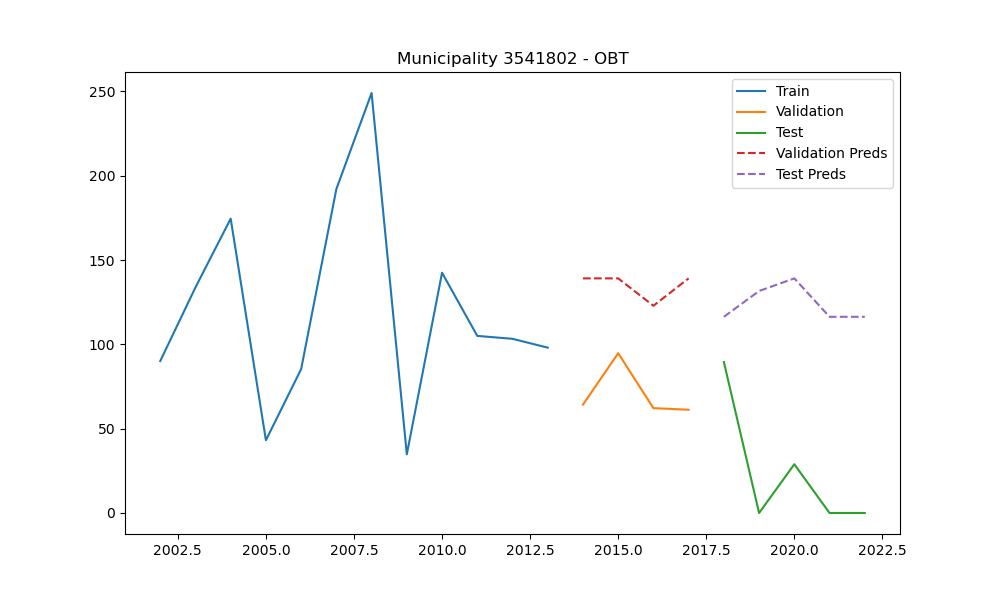 Municipality 3541802 - OBT
Train
Validation
Test
Validation Preds
Test Preds
250
200
150
100
50
0
2002.5 2005.0 2007.5 2010.0 2012.5 2015.0 2017.5 2020.0 2022.5